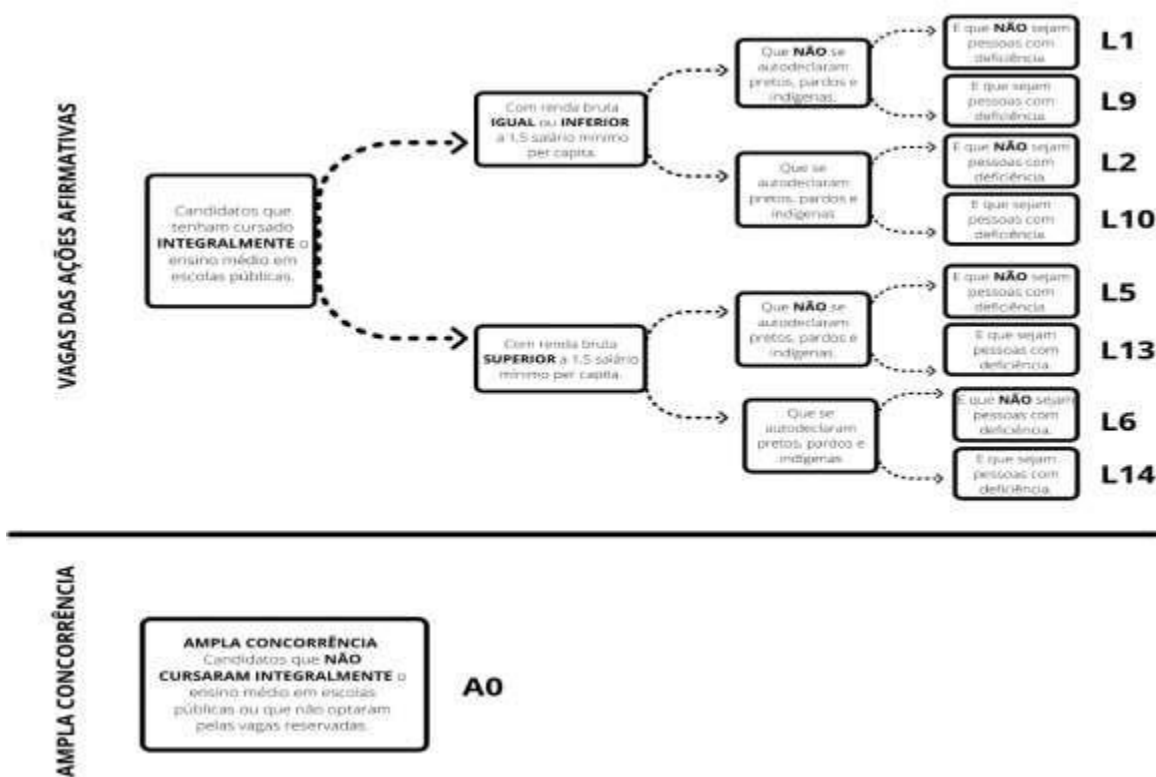 VAGAS DAS AÇÕES AFIRMATIVAS
Candidatos que
tenham cursado
INTEGRALMENTE o
ensino médio em
escolas públicas.
Com renda bruta
IGUAL ou INFERIOR
a 1.5 salário mínimo
per capita.
Que NÃO se
autodeclaram
pretos, pardos e
indígenas.
E que NÃO sejam
pessoas com
deficiência.
L1
E que sejam
pessoas com
deficiência.
L9
Que se
autodeclaram
pretos, pardos e
indígenas
E que NÃO sejam
pessoas com
deficiência.
L2
E que sejam
pessoas com
deficiência.
L10
Com renda bruta
SUPERIOR a 1.5 salário
mínimo per capita.
Que NÃO se
autodeclaram
pretos, pardos e
indígenas.
E que NÃO sejam
pessoas com
deficiência.
L5
E que sejam
pessoas com
deficiência.
L13
Que se
autodeclaram
pretos, pardos e
indígenas
E que NÃO sejam
pessoas com
deficiência.
L6
E que sejam
pessoas com
deficiência.
L14
AMPLA CONCORRÊNCIA
AMPLA CONCORRÊNCIA
Candidatos que NÃO
CURSARAM INTEGRALMENTE o
ensino médio em escolas
públicas ou que não optaram
pelas vagas reservadas.
A0